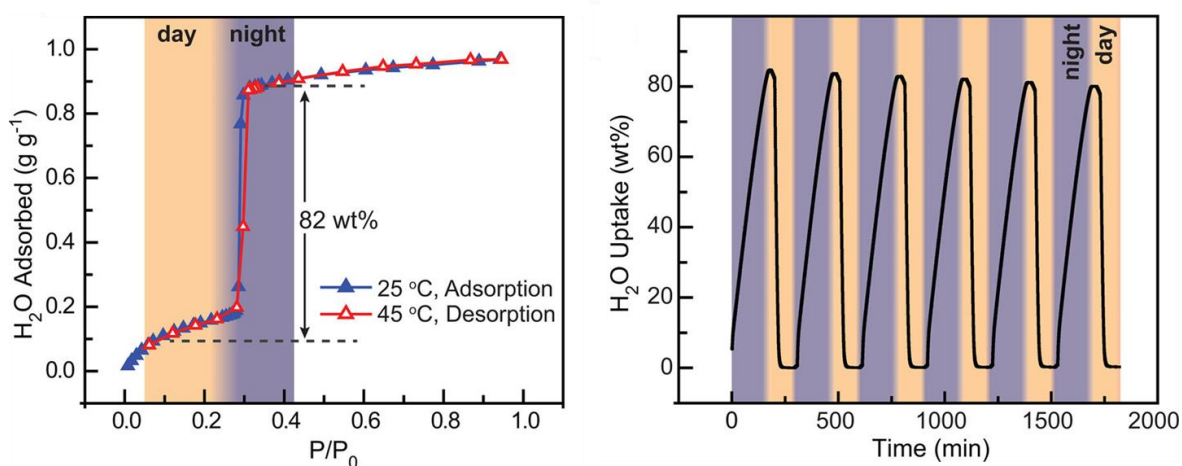 day night
1.0
0.8
0.6
0.4
0.2
0.0
H₂O Adsorbed (g g⁻¹)
82 wt%
25 °C, Adsorption
45 °C, Desorption
0.0 0.2 0.4 0.6 0.8 1.0
P/P₀
80
60
40
20
0
H₂O Uptake (wt%)
night
day
0 500 1000 1500 2000
Time (min)